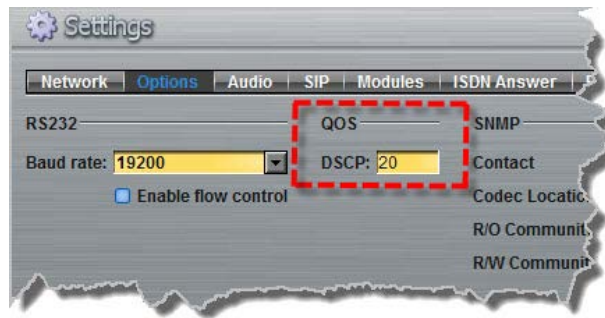 Settings
Network Options Audio SIP Modules ISDN Answer
RS232 QOS SNMP
Baud rate: 19200 DSCP: 20 Contact
Enable flow control Codec
R/O
R/W